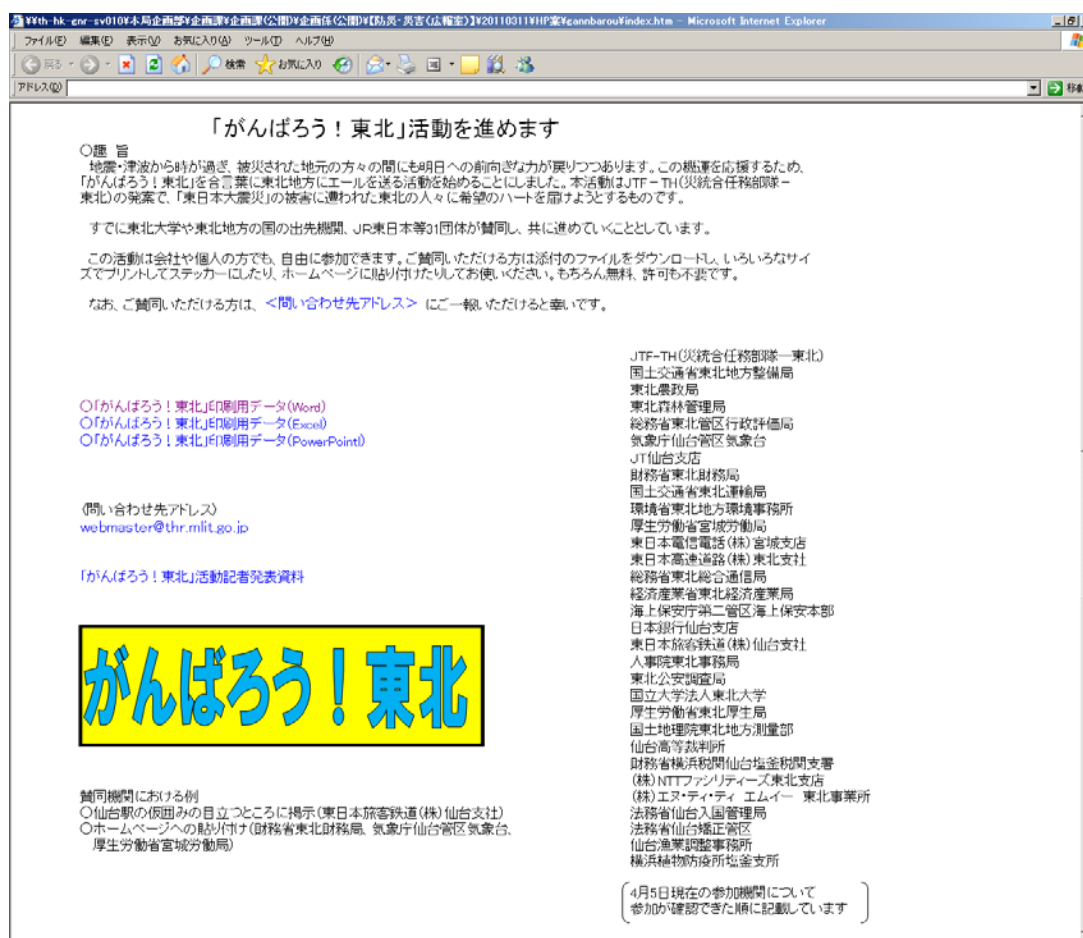 ¥¥th-hk-gnr-sv010¥本局企画部¥企画課¥企画課(公開)¥企画係(公開)¥【防炎・災害(広報室)】¥20110311¥HP案¥gannbarou¥index.htm - Microsoft Internet Explorer
ファイル(F) 編集(E) 表示(V) お気に入り(A) ツール(T) ヘルプ(H)
戻る 検索 お気に入り
アドレス(D) 移動
「がんばろう！東北」活動を進めます
○趣 旨
地震・津波から時が過ぎ、被災された地元の方々の間にも明日への前向きな力が戻りつつあります。この機運を応援するため、
「がんばろう！東北」を合言葉に東北地方にエールを送る活動を始めることにしました。本活動はJTF－TH(災統合任務部隊－
東北)の発案で、「東日本大震災」の被害に遭われた東北の人々に希望のハートを届けようとするものです。
すでに東北大学や東北地方の国の出先機関、JR東日本等31団体が賛同し、共に進めていくこととしています。
この活動は会社や個人の方でも、自由に参加できます。ご賛同いただける方は添付のファイルをダウンロードし、いろいろなサイ
ズでプリントしてステッカーにしたり、ホームページに貼り付けたりしてお使いください。もちろん無料、許可も不要です。
なお、ご賛同いただける方は、＜問い合わせ先アドレス＞ にご一報いただけると幸いです。
○「がんばろう！東北」印刷用データ(Word)
○「がんばろう！東北」印刷用データ(Excel)
○「がんばろう！東北」印刷用データ(PowerPoint)
〈問い合わせ先アドレス〉
webmaster@thr.mlit.go.jp
「がんばろう！東北」活動記者発表資料
がんばろう！東北
賛同機関における例
○仙台駅の仮囲みの目立つところに掲示(東日本旅客鉄道(株)仙台支社)
○ホームページへの貼り付け(財務省東北財務局、気象庁仙台管区気象台、
厚生労働省宮城労働局)
JTF-TH(災統合任務部隊―東北)
国土交通省東北地方整備局
東北農政局
東北森林管理局
総務省東北管区行政評価局
気象庁仙台管区気象台
JT仙台支店
財務省東北財務局
国土交通省東北運輸局
環境省東北地方環境事務所
厚生労働省宮城労働局
東日本電信電話(株)宮城支店
東日本高速道路(株)東北支社
総務省東北総合通信局
経済産業省東北経済産業局
海上保安庁第二管区海上保安本部
日本銀行仙台支店
東日本旅客鉄道(株)仙台支社
人事院東北事務局
東北公安調査局
国立大学法人東北大学
厚生労働省東北厚生局
国土地理院東北地方測量部
仙台高等裁判所
財務省横浜税関仙台塩釜税関支署
(株)NTTファシリティーズ東北支店
(株)エヌ・ティ・ティ エムイー 東北事業所
法務省仙台入国管理局
法務省仙台矯正管区
仙台漁業調整事務所
横浜植物防疫所塩釜支所
4月5日現在の参加機関について
参加が確認できた順に記載しています